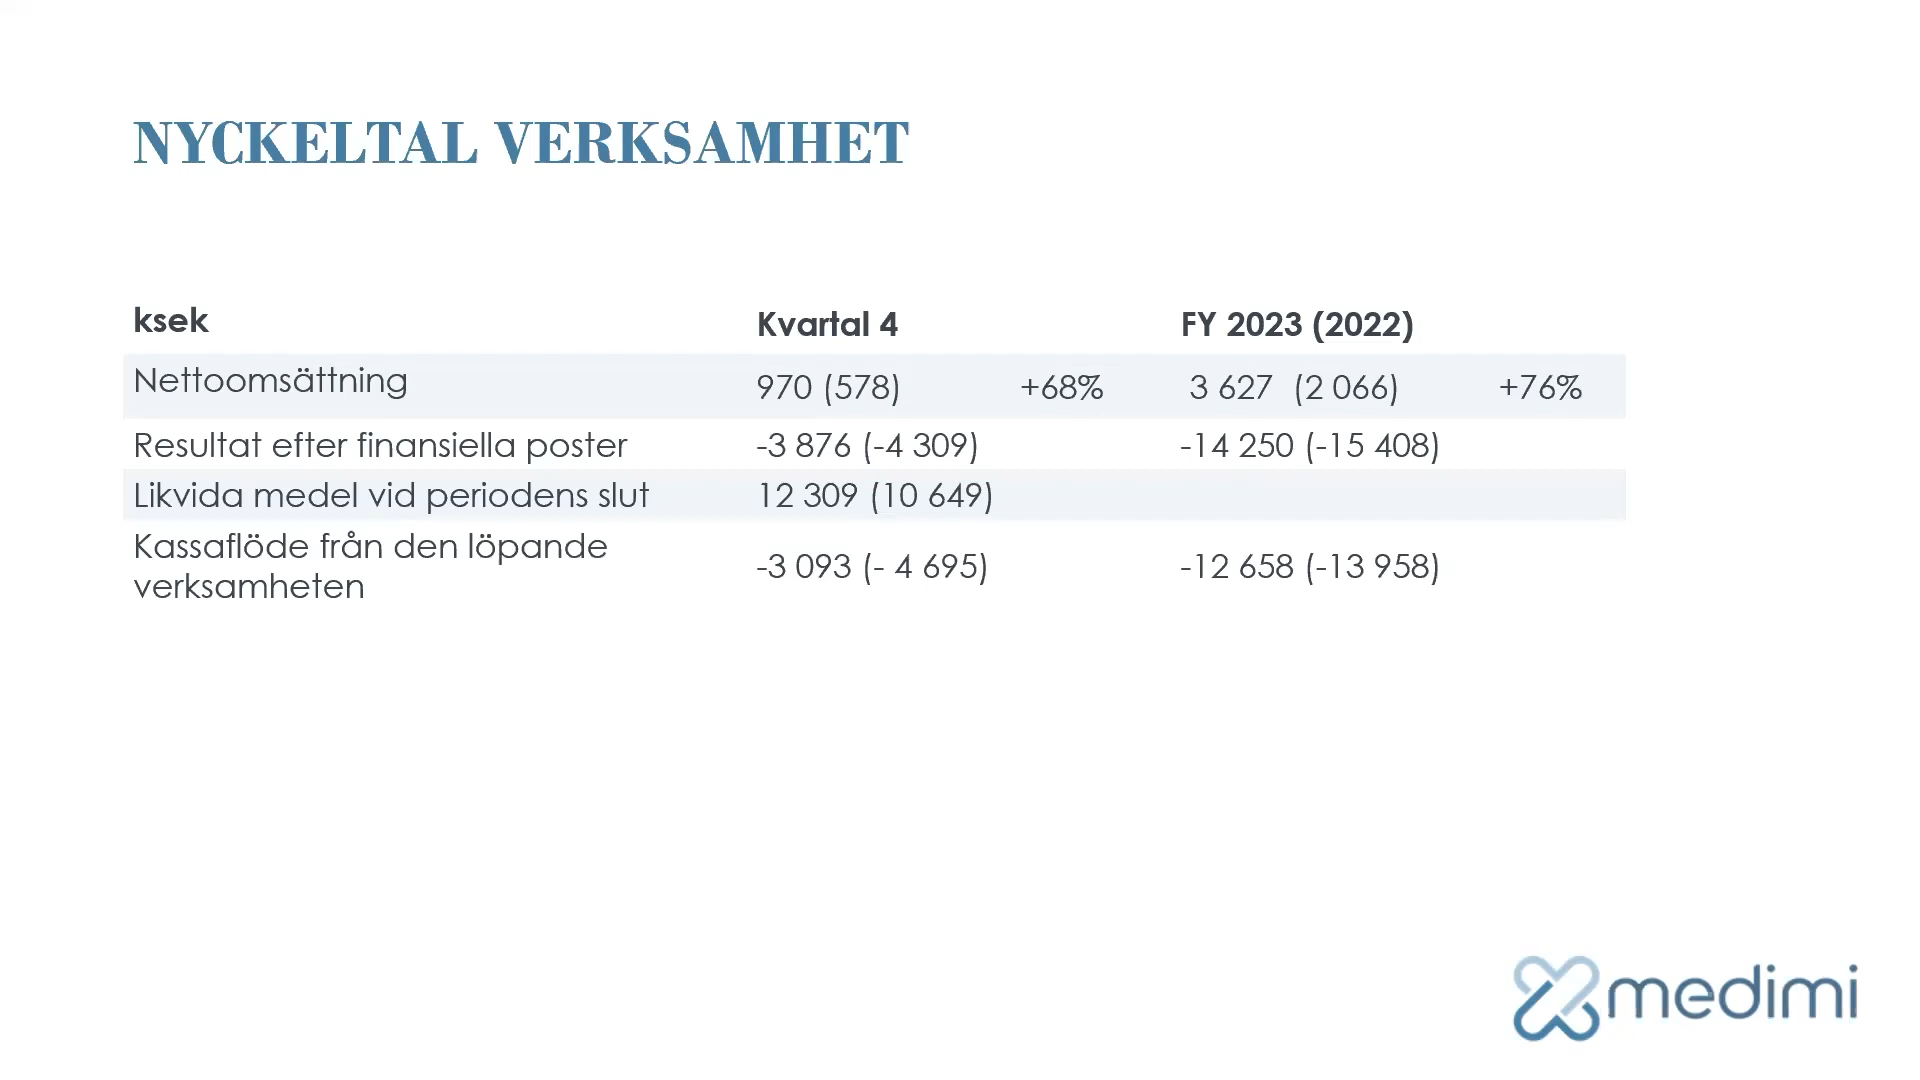 NYCKELTAL VERKSAMHET
ksek Kvartal 4 FY 2023 (2022)
Nettoomsättning 970 (578) +68% 3 627 (2 066) +76%
Resultat efter finansiella poster -3 876 (-4 309) -14 250 (-15 408)
Likvida medel vid periodens slut 12 309 (10 649)
Kassaflöde från den löpande
verksamheten -3 093 (- 4 695) -12 658 (-13 958)
medimi